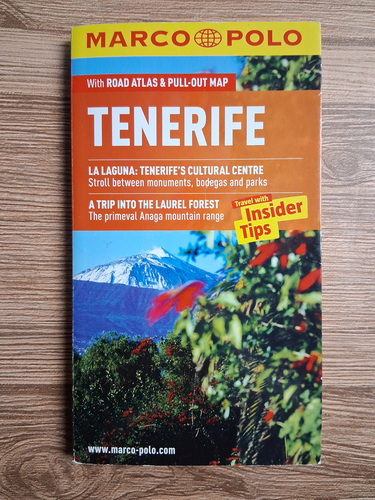 MARCO POLO
With ROAD ATLAS & PULL-OUT MAP
TENERIFE
LA LAGUNA: TENERIFE'S CULTURAL CENTRE
Stroll between monuments, bodegas and parks
A TRIP INTO THE LAUREL FOREST
The primeval Anaga mountain range
Travel with
Insider
Tips
www.marco-polo.com